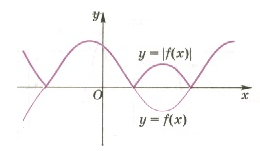 y
y = |f(x)|
O
x
y = f(x)